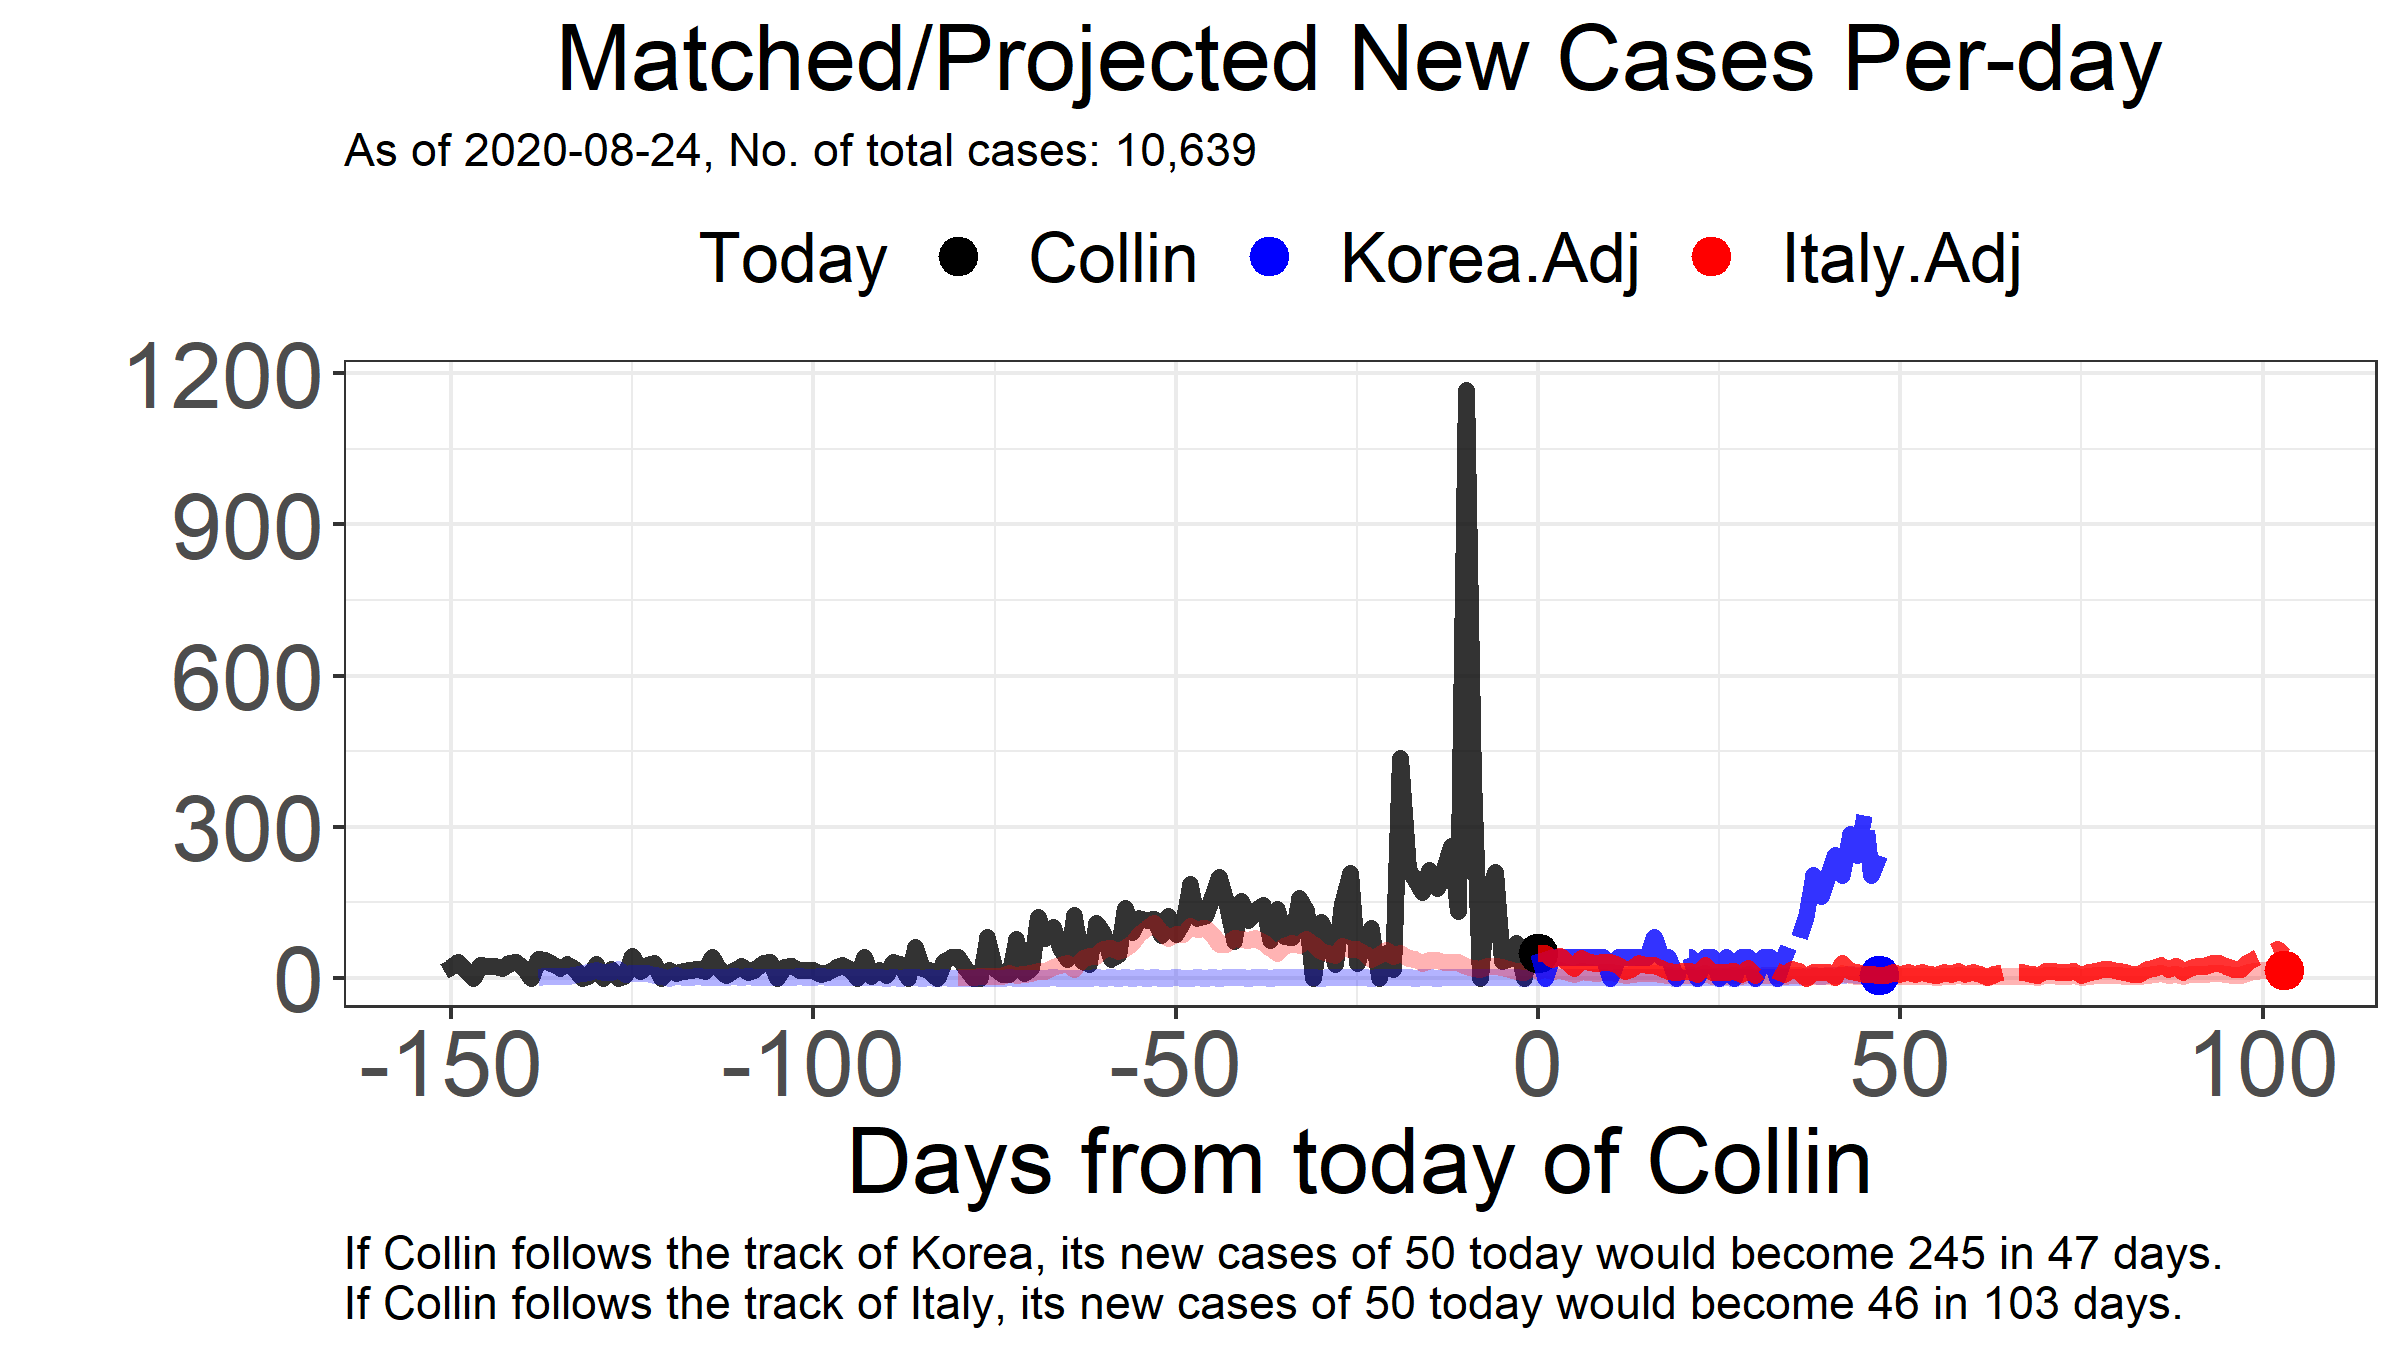 Matched/Projected New Cases Per-day
As of 2020-08-24, No. of total cases: 10,639
Today Collin Korea.Adj Italy.Adj
1200
900
600
300
0
-150 -100 -50 0 50 100
Days from today of Collin
If Collin follows the track of Korea, its new cases of 50 today would become 245 in 47 days.
If Collin follows the track of Italy, its new cases of 50 today would become 46 in 103 days.